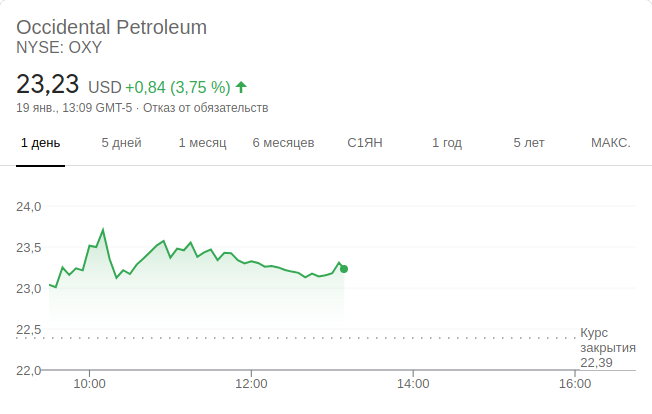 Occidental Petroleum
NYSE: OXY
23,23 USD +0,84 (3,75 %)
19 янв., 13:09 GMT-5 · Отказ от обязательств
1 день 5 дней 1 месяц 6 месяцев С1ЯН 1 год 5 лет МАКС.
24,0
23,5
23,0
22,5
22,0
Курс
закрытия
22,39
10:00 12:00 14:00 16:00